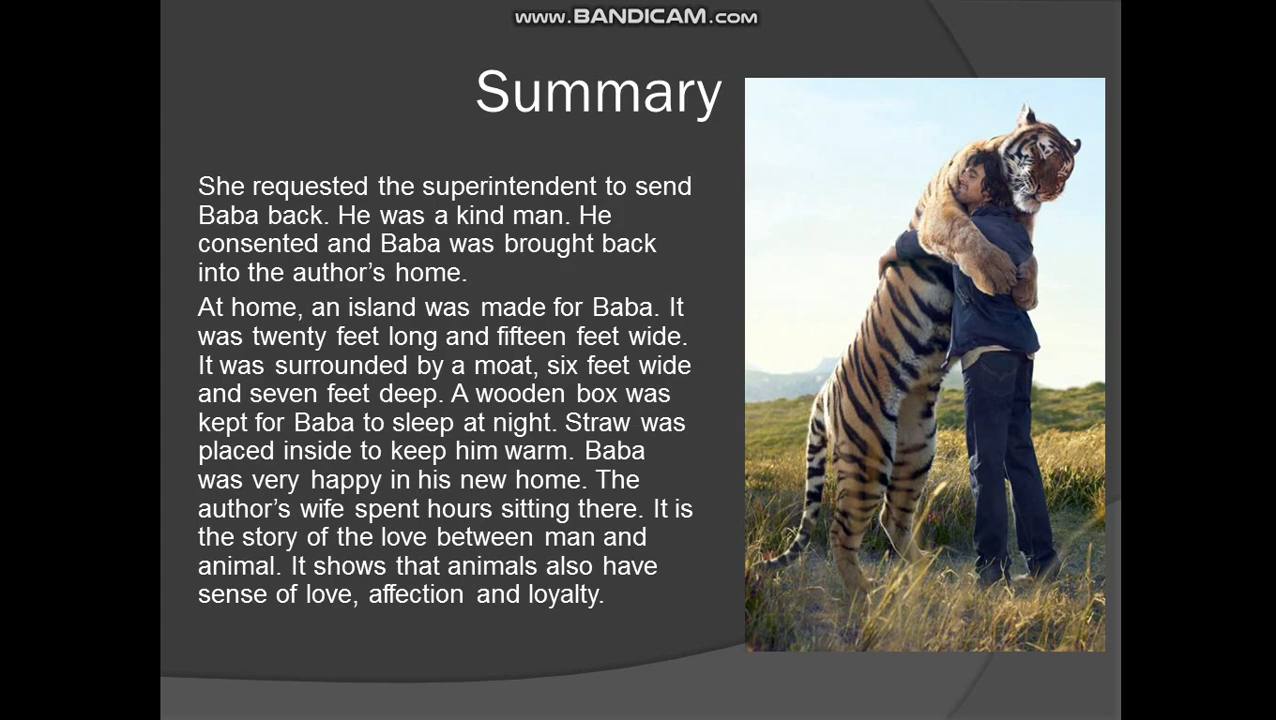 www.BANDICAM.com
Summary
She requested the superintendent to send
Baba back. He was a kind man. He
consented and Baba was brought back
into the author's home.
At home, an island was made for Baba. It
was twenty feet long and fifteen feet wide.
It was surrounded by a moat, six feet wide
and seven feet deep. A wooden box was
kept for Baba to sleep at night. Straw was
placed inside to keep him warm. Baba
was very happy in his new home. The
author's wife spent hours sitting there. It is
the story of the love between man and
animal. It shows that animals also have
sense of love, affection and loyalty.